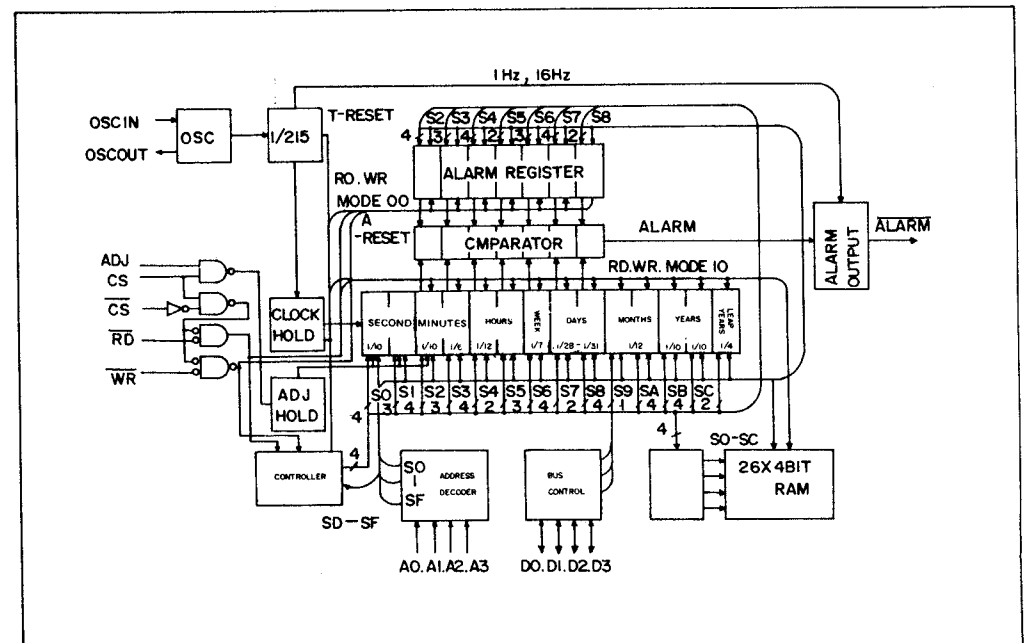 1Hz, 16Hz
OSCIN
OSCOUT
OSC
1/215
T-RESET
S2 S3 S4 S5 S6 S7 S8
4 3 4 2 3 4 2
ALARM REGISTER
RO. WR
MODE 00
A
-RESET
CMPARATOR
ALARM
ALARM OUTPUT
ALARM
RD.WR. MODE 10
ADJ
CS
CS
RD
WR
CLOCK
HOLD
SECOND MINUTES HOURS WEEK DAYS MONTHS YEARS LEAP YEARS
1/10 1/10 1/6 1/12 1/7 1/28-1/31 1/12 1/10 1/10 1/4
ADJ
HOLD
S0 S1 S2 S3 S4 S5 S6 S7 S8 S9 SA SB SC
4 3 4 3 4 2 3 4 2 4 1 4 4 2
CONTROLLER
4
SD-SF
S0
|
SF
ADDRESS
DECODER
A0. A1. A2. A3
BUS
CONTROL
D0. D1. D2. D3
4
S0-SC
26X4BIT
RAM